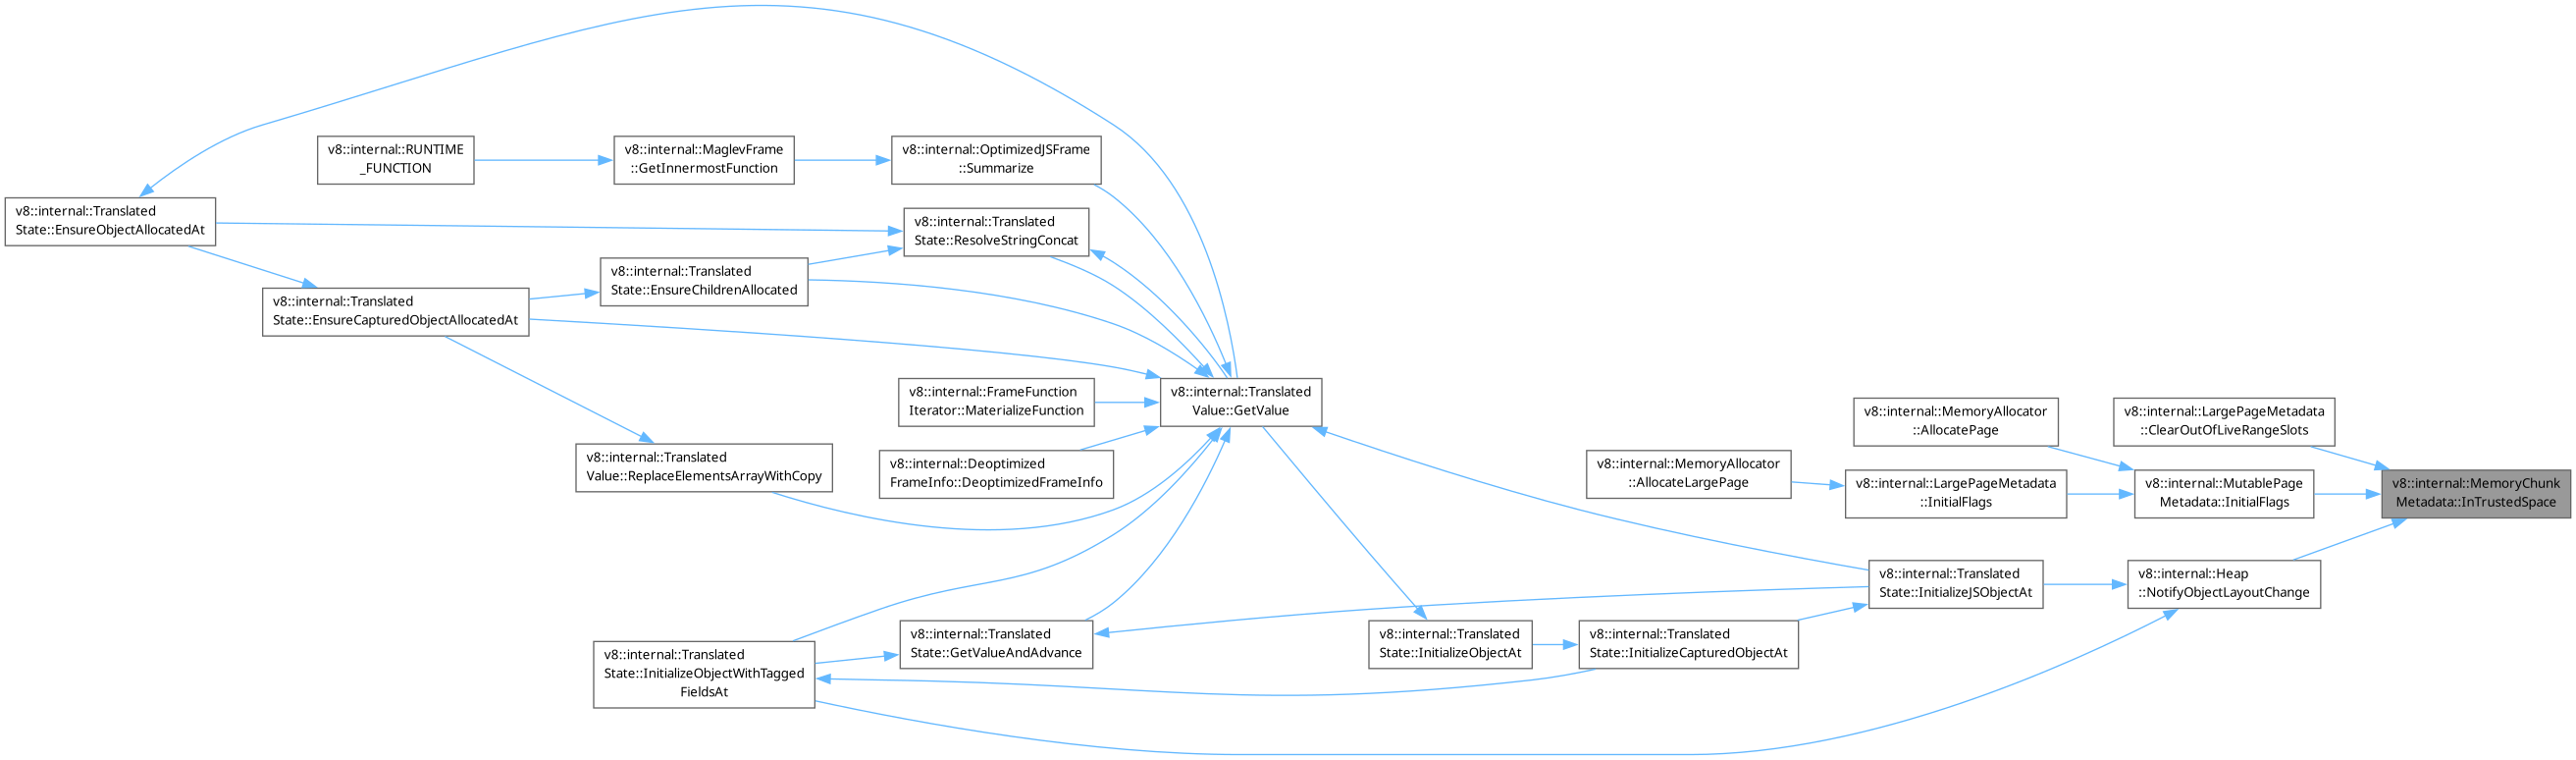 v8::internal::RUNTIME
_FUNCTION
v8::internal::MaglevFrame
::GetInnermostFunction
v8::internal::OptimizedJSFrame
::Summarize
v8::internal::Translated
State::EnsureObjectAllocatedAt
v8::internal::Translated
State::ResolveStringConcat
v8::internal::Translated
State::EnsureChildrenAllocated
v8::internal::Translated
State::EnsureCapturedObjectAllocatedAt
v8::internal::FrameFunction
Iterator::MaterializeFunction
v8::internal::Translated
Value::GetValue
v8::internal::MemoryAllocator
::AllocatePage
v8::internal::LargePageMetadata
::ClearOutOfLiveRangeSlots
v8::internal::Translated
Value::ReplaceElementsArrayWithCopy
v8::internal::Deoptimized
FrameInfo::DeoptimizedFrameInfo
v8::internal::MemoryAllocator
::AllocateLargePage
v8::internal::LargePageMetadata
::InitialFlags
v8::internal::MutablePage
Metadata::InitialFlags
v8::internal::MemoryChunk
Metadata::InTrustedSpace
v8::internal::Translated
State::InitializeJSObjectAt
v8::internal::Heap
::NotifyObjectLayoutChange
v8::internal::Translated
State::InitializeObjectWithTagged
FieldsAt
v8::internal::Translated
State::GetValueAndAdvance
v8::internal::Translated
State::InitializeObjectAt
v8::internal::Translated
State::InitializeCapturedObjectAt